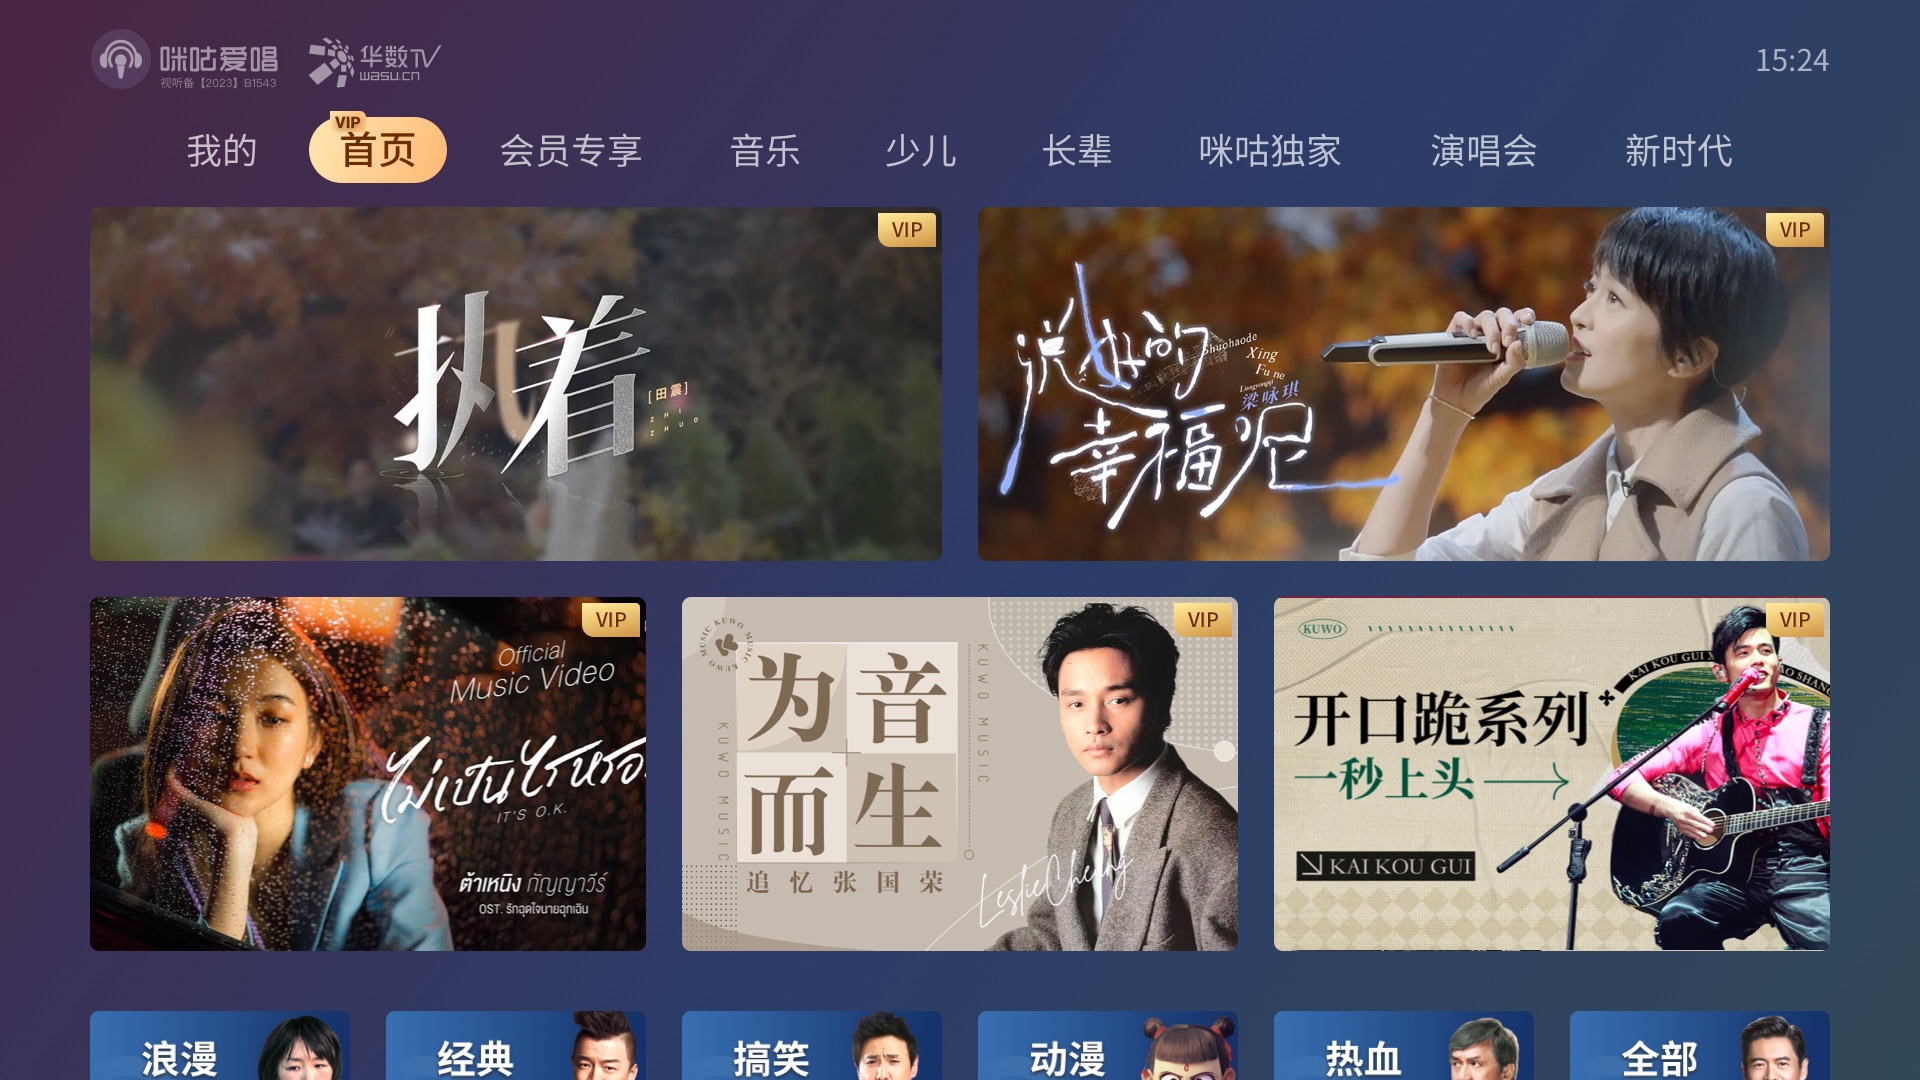 咪咕爱唱
视听备【2023】B1543
华数TV
wasu.cn
15:24
我的
VIP
首页
会员专享
音乐
少儿
长辈
咪咕独家
演唱会
新时代
VIP
执着
[田震]
ZHI
ZHUO
VIP
说好的
Shuohaode
Xing
Fu ne
Liangyongqi
梁咏琪
幸福呢
VIP
Official
Music Video
ไม่เป็นไรหรอ
IT'S O.K.
ต้าเหนิง กัญญาวีร์
OST. รักฉุดใจนายฉุกเฉิน
VIP
MUSIC KUWO MUSIC KUWO
为音
而生
KUWO MUSIC
KUWO MUSIC
追忆张国荣
Leslie Cheung
VIP
KUWO
KAI KOU GUI X
AO SHANG
开口跪系列
一秒上头
KAI KOU GUI
浪漫
经典
搞笑
动漫
热血
全部